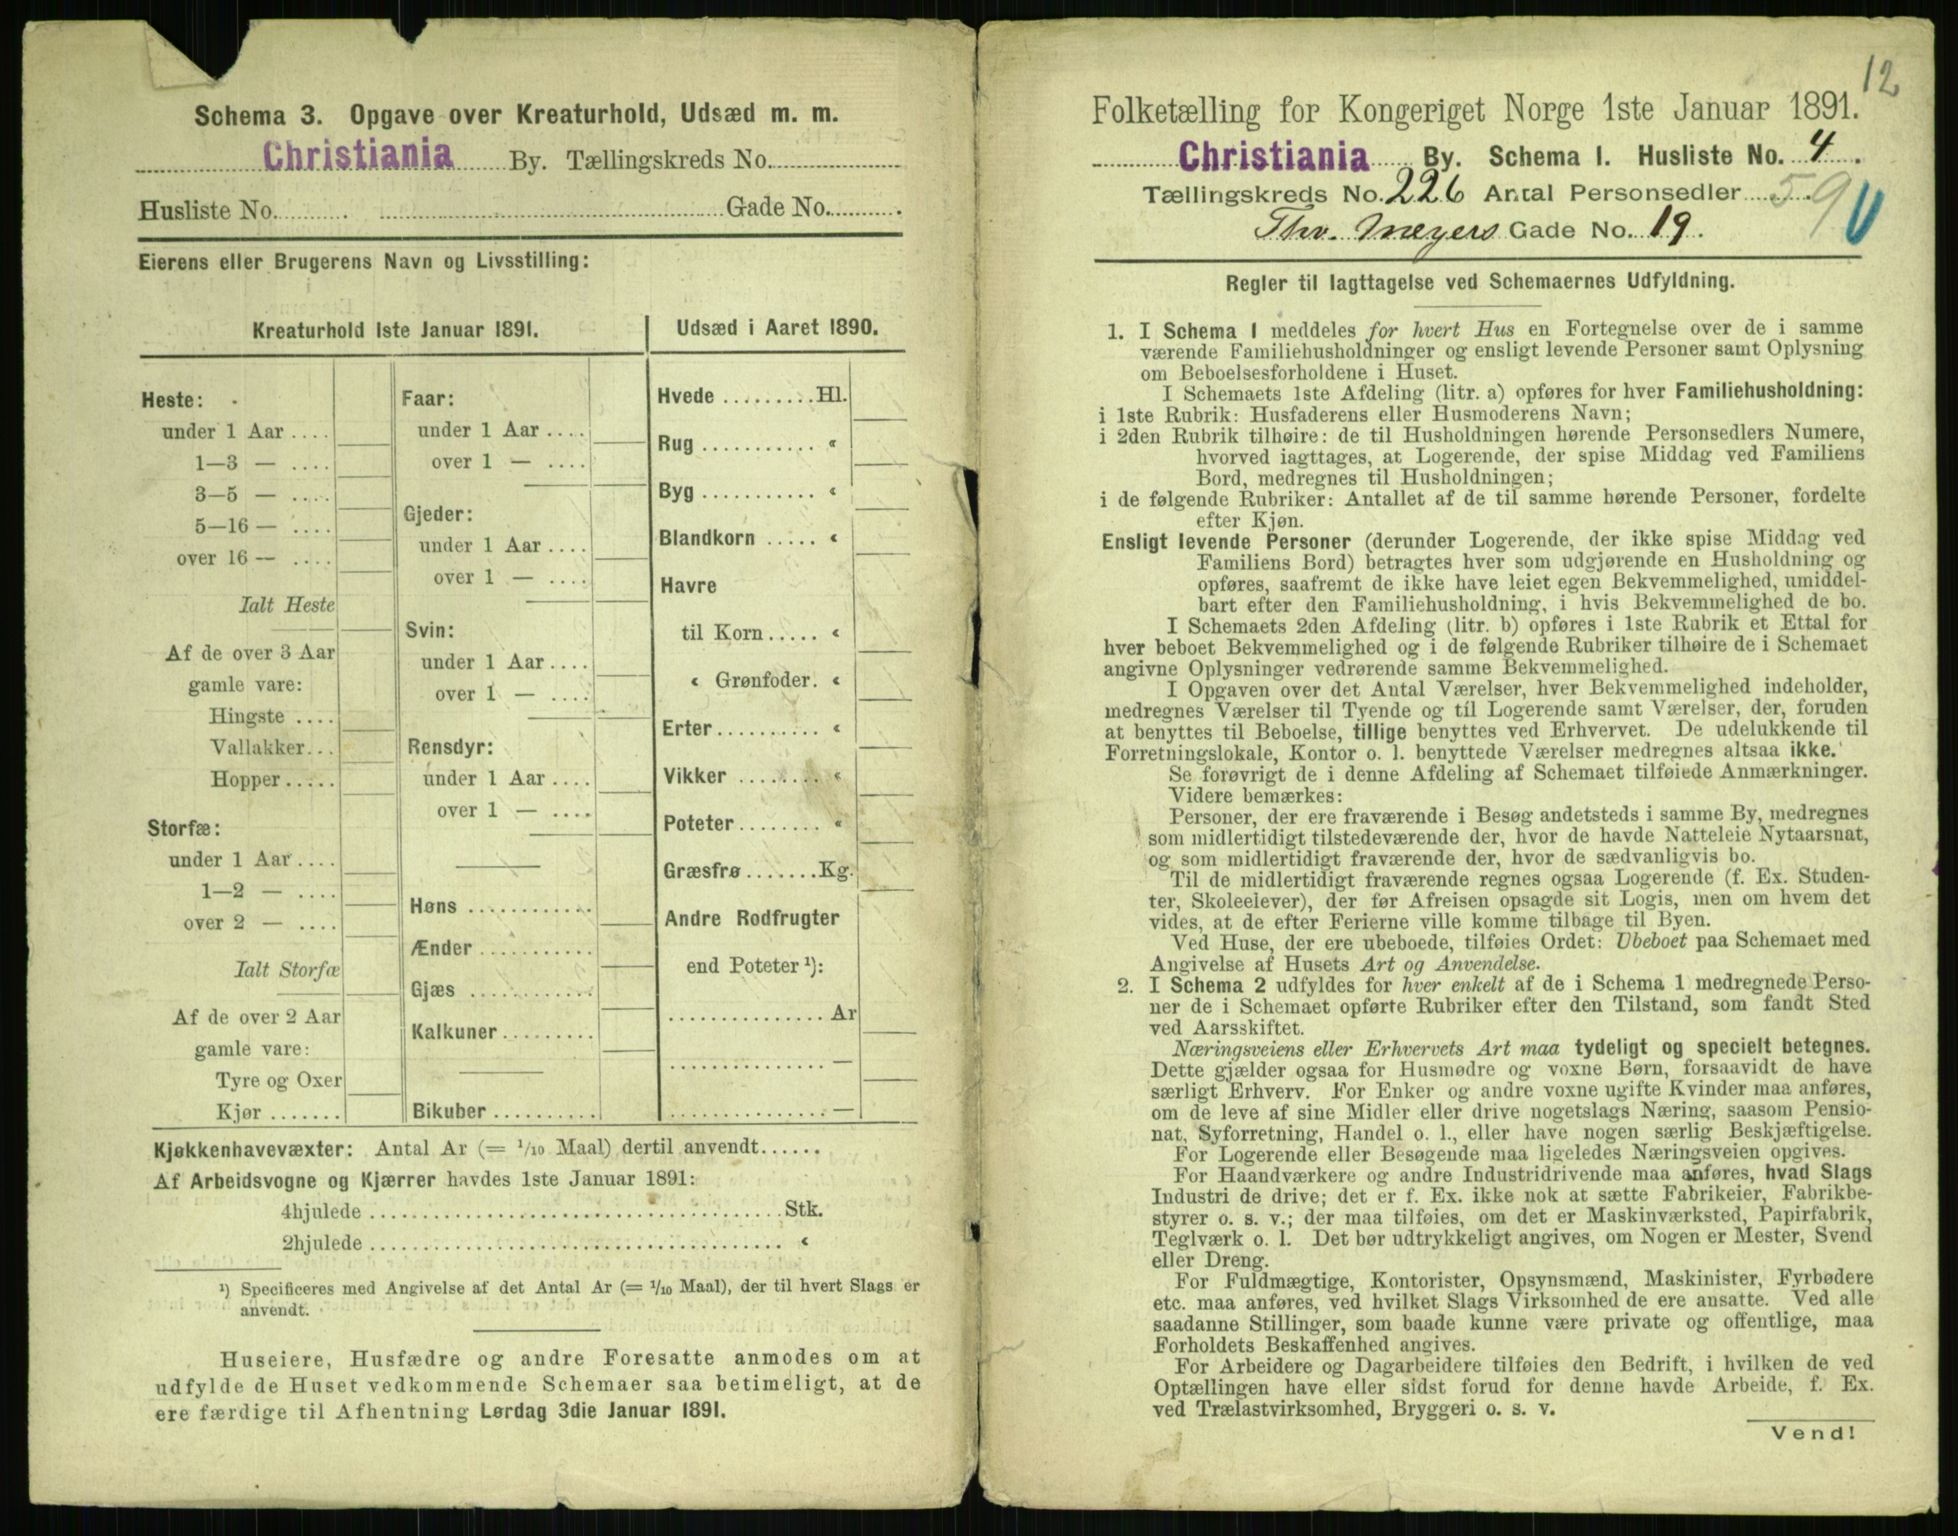 Schema 3. Opgave over Kreaturhold, Udsæd m. m.
Christiania By. Tællingskreds No.
Husliste No. Gade No.
Eierens eller Brugerens Navn og Livsstilling:
Kreaturhold 1ste Januar 1891.
Heste:
under 1 Aar
1—3 —
3—5 —
5—16 —
over 16 —
Ialt Heste
Af de over 3 Aar
gamle vare:
Hingste
Vallakker
Hopper
Storfæ:
under 1 Aar
1—2 —
over 2 —
Ialt Storfæ
Af de over 2 Aar
gamle vare:
Tyre og Oxer
Kjør
Faar:
under 1 Aar
over 1 —
Gjeder:
under 1 Aar
over 1 —
Svin:
under 1 Aar
over 1 —
Rensdyr:
under 1 Aar
over 1 —
Høns
Ænder
Gjæs
Kalkuner
Bikuber
Udsæd i Aaret 1890.
Hvede Hl.
Rug «
Byg «
Blandkorn «
Havre
til Korn «
« Grønfoder. «
Erter «
Vikker «
Poteter «
Græsfrø Kg.
Andre Rodfrugter
end Poteter ¹):
Ar
—
—
Kjøkkenhavevæxter: Antal Ar (= 1/10 Maal) dertil anvendt
Af Arbeidsvogne og Kjærrer havdes 1ste Januar 1891:
4hjulede Stk.
2hjulede «
¹) Specificeres med Angivelse af det Antal Ar (= 1/10 Maal), der til hvert Slags er
anvendt.
Huseiere, Husfædre og andre Foresatte anmodes om at
udfylde de Huset vedkommende Schemaer saa betimeligt, at de
ere færdige til Afhentning Lørdag 3die Januar 1891.
12
Folketælling for Kongeriget Norge 1ste Januar 1891.
Christiania By. Schema 1. Husliste No. 4.
Tællingskreds No. 226 Antal Personsedler 59
Thv. Meyers Gade No. 19.
Regler til Iagttagelse ved Schemaernes Udfyldning.
1. I Schema 1 meddeles for hvert Hus en Fortegnelse over de i samme
værende Familiehusholdninger og ensligt levende Personer samt Oplysning
om Beboelsesforholdene i Huset.
I Schemaets 1ste Afdeling (litr. a) opføres for hver Familiehusholdning:
i 1ste Rubrik: Husfaderens eller Husmoderens Navn;
i 2den Rubrik tilhøire: de til Husholdningen hørende Personsedlers Numere,
hvorved iagttages, at Logerende, der spise Middag ved Familiens
Bord, medregnes til Husholdningen;
i de følgende Rubriker: Antallet af de til samme hørende Personer, fordelte
efter Kjøn.
Ensligt levende Personer (derunder Logerende, der ikke spise Middag ved
Familiens Bord) betragtes hver som udgjørende en Husholdning og
opføres, saafremt de ikke have leiet egen Bekvemmelighed, umiddel-
bart efter den Familiehusholdning, i hvis Bekvemmelighed de bo.
I Schemaets 2den Afdeling (litr. b) opføres i 1ste Rubrik et Ettal for
hver beboet Bekvemmelighed og i de følgende Rubriker tilhøire de i Schemaet
angivne Oplysninger vedrørende samme Bekvemmelighed.
I Opgaven over det Antal Værelser, hver Bekvemmelighed indeholder,
medregnes Værelser til Tyende og til Logerende samt Værelser, der, foruden
at benyttes til Beboelse, tillige benyttes ved Erhvervet. De udelukkende til
Forretningslokale, Kontor o. l. benyttede Værelser medregnes altsaa ikke.
Se forøvrigt de i denne Afdeling af Schemaet tilføiede Anmærkninger.
Videre bemærkes:
Personer, der ere fraværende i Besøg andetsteds i samme By, medregnes
som midlertidigt tilstedeværende der, hvor de havde Natteleie Nytaarsnat,
og som midlertidigt fraværende der, hvor de sædvanligvis bo.
Til de midlertidigt fraværende regnes ogsaa Logerende (f. Ex. Studen-
ter, Skoleelever), der før Afreisen opsagde sit Logis, men om hvem det
vides, at de efter Ferierne ville komme tilbage til Byen.
Ved Huse, der ere ubeboede, tilføies Ordet: Ubeboet paa Schemaet med
Angivelse af Husets Art og Anvendelse.
2. I Schema 2 udfyldes for hver enkelt af de i Schema 1 medregnede Perso-
ner de i Schemaet opførte Rubriker efter den Tilstand, som fandt Sted
ved Aarsskiftet.
Næringsveiens eller Erhvervets Art maa tydeligt og specielt betegnes.
Dette gjælder ogsaa for Husmødre og voxne Børn, forsaavidt de have
særligt Erhverv. For Enker og andre voxne ugifte Kvinder maa anføres,
om de leve af sine Midler eller drive nogetslags Næring, saasom Pensio-
nat, Syforretning, Handel o. l., eller have nogen særlig Beskjæftigelse.
For Logerende eller Besøgende maa ligeledes Næringsveien opgives.
For Haandværkere og andre Industridrivende maa anføres, hvad Slags
Industri de drive; det er f. Ex. ikke nok at sætte Fabrikeier, Fabrikbe-
styrer o. s. v.; der maa tilføies, om det er Maskinværksted, Papirfabrik,
Teglværk o. l. Det bør udtrykkeligt angives, om Nogen er Mester, Svend
eller Dreng.
For Fuldmægtige, Kontorister, Opsynsmænd, Maskinister, Fyrbødere
etc. maa anføres, ved hvilket Slags Virksomhed de ere ansatte. Ved alle
saadanne Stillinger, som baade kunne være private og offentlige, maa
Forholdets Beskaffenhed angives.
For Arbeidere og Dagarbeidere tilføies den Bedrift, i hvilken de ved
Optællingen have eller sidst forud for denne havde Arbeide, f. Ex.
ved Trælastvirksomhed, Bryggeri o. s. v.
Vend!